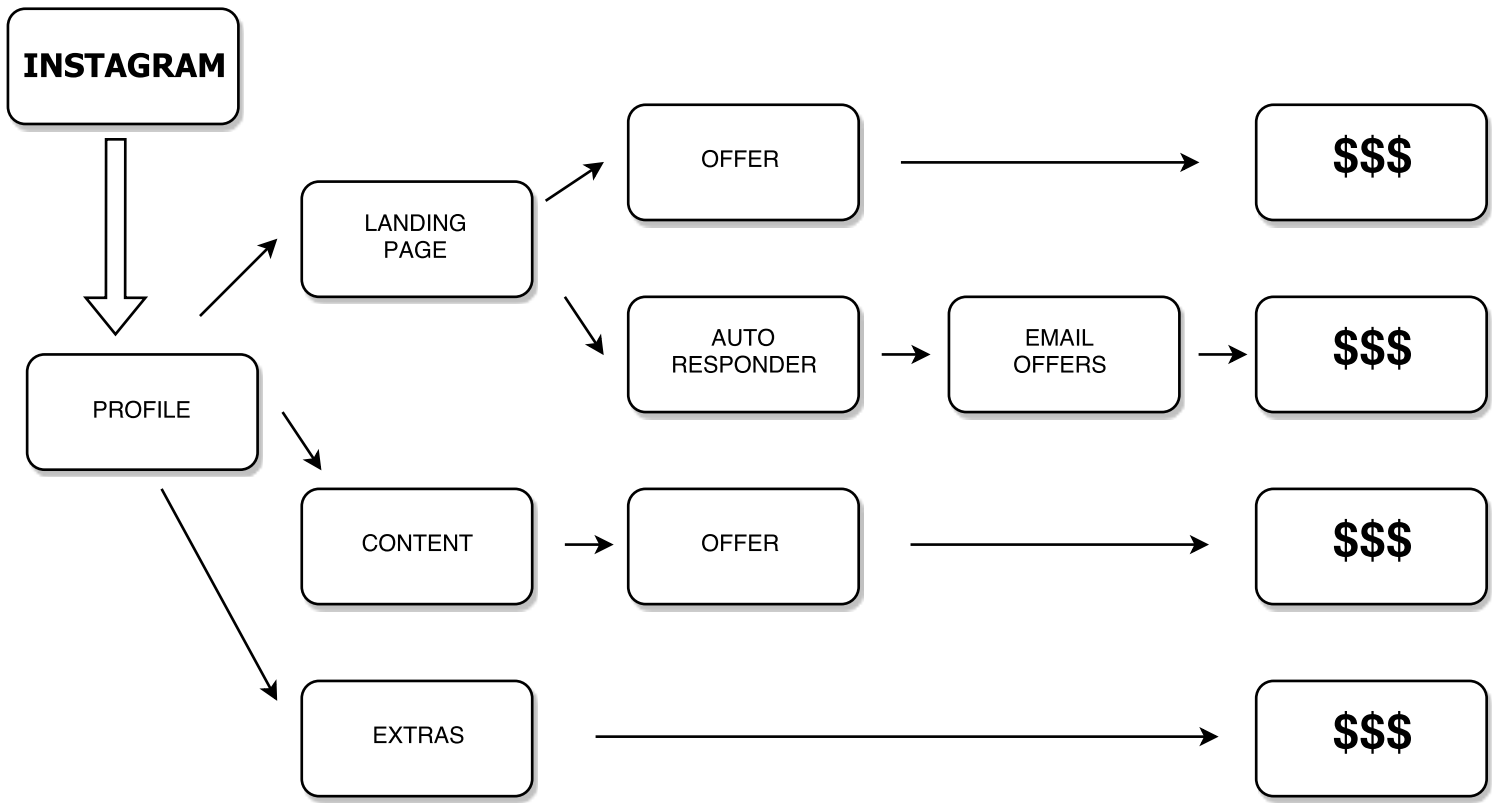 INSTAGRAM
OFFER
$$$
LANDING
PAGE
AUTO
RESPONDER
EMAIL
OFFERS
$$$
PROFILE
CONTENT
OFFER
$$$
EXTRAS
$$$